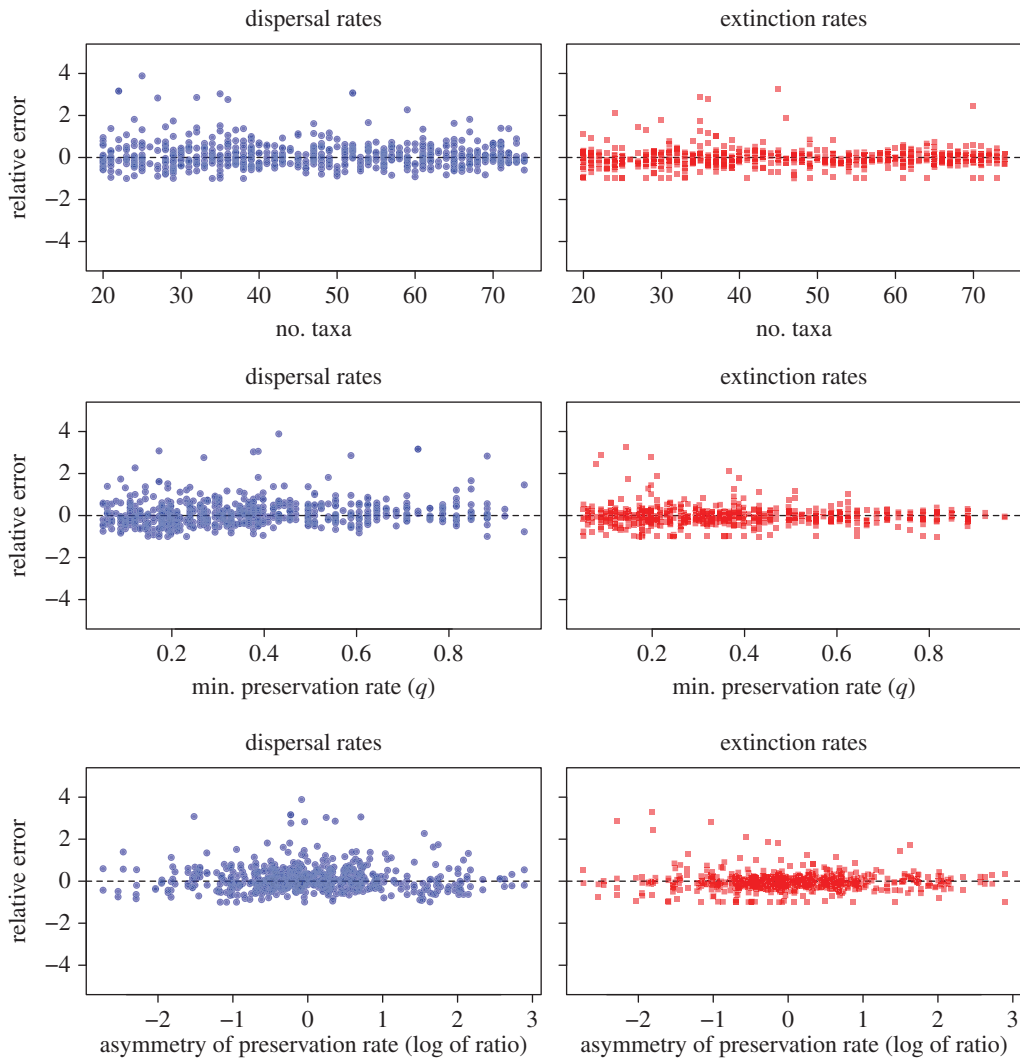 dispersal rates
extinction rates
relative error
4
2
0
−2
−4
20 30 40 50 60 70
20 30 40 50 60 70
no. taxa
no. taxa
dispersal rates
extinction rates
relative error
4
2
0
−2
−4
0.2 0.4 0.6 0.8
0.2 0.4 0.6 0.8
min. preservation rate (q)
min. preservation rate (q)
dispersal rates
extinction rates
relative error
4
2
0
−2
−4
−2 −1 0 1 2 3
−2 −1 0 1 2 3
asymmetry of preservation rate (log of ratio)
asymmetry of preservation rate (log of ratio)